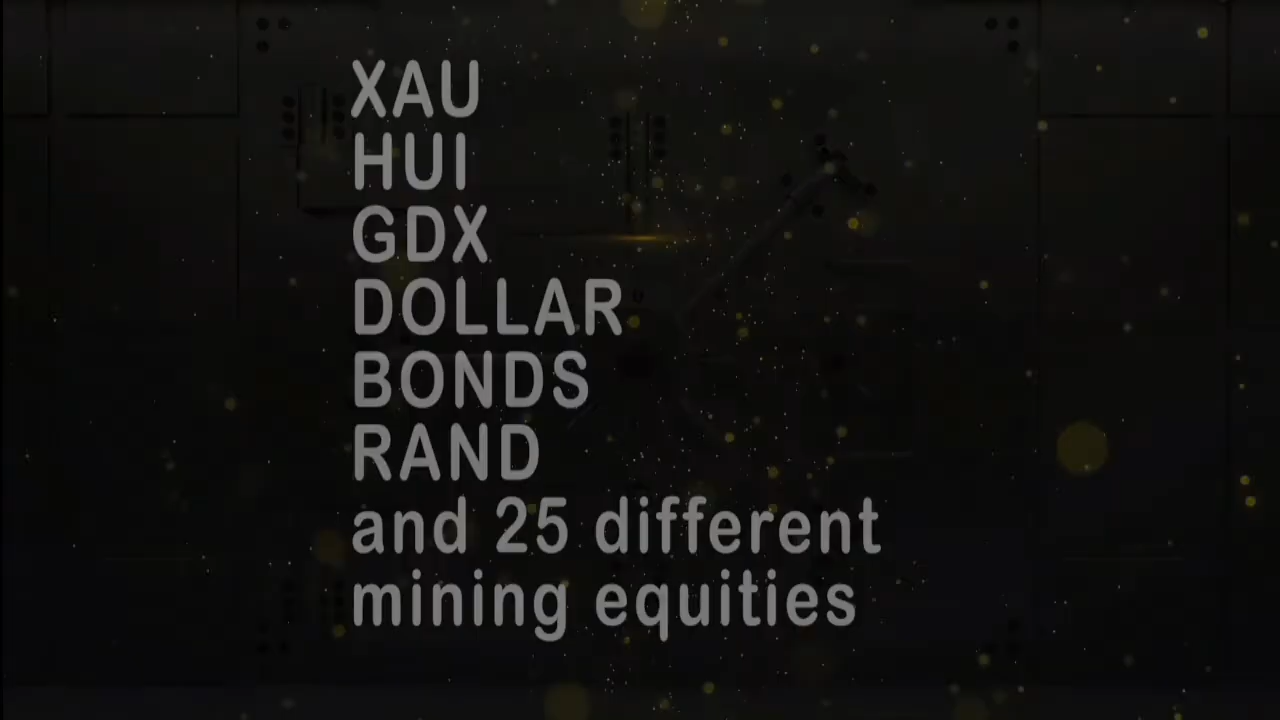 XAU
HUI
GDX
DOLLAR
BONDS
RAND
and 25 different
mining equities